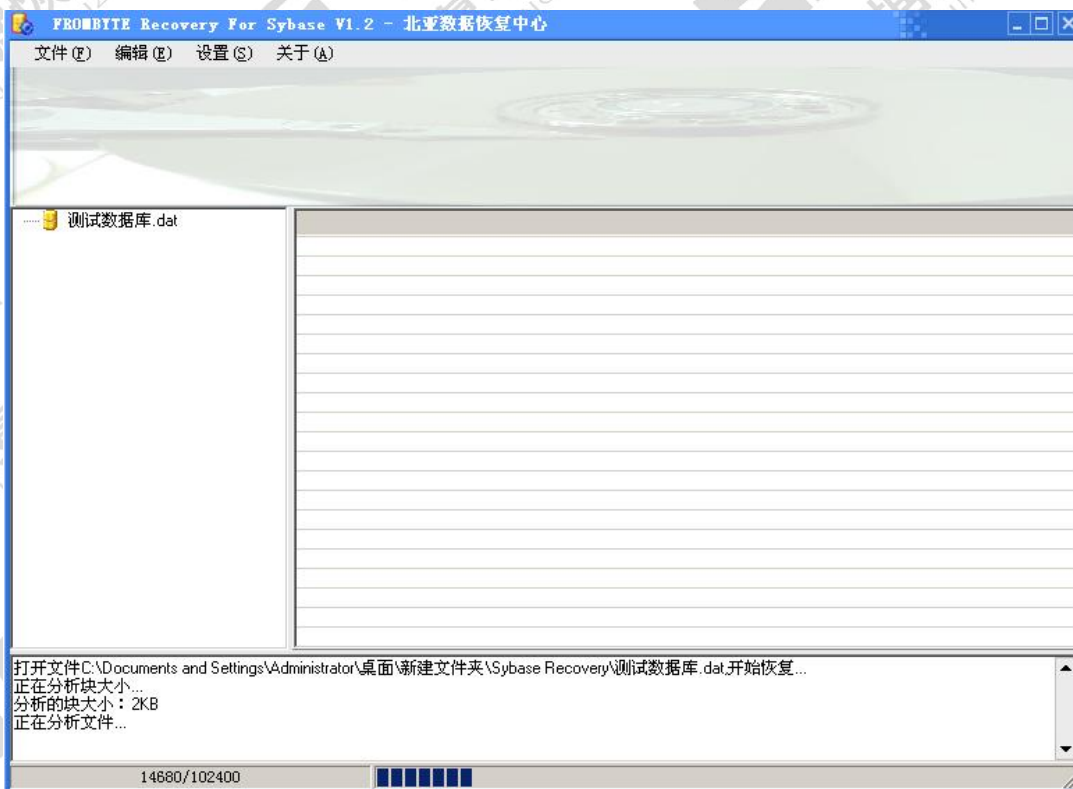 FROMBYTE Recovery For Sybase V1.2 - 北亚数据恢复中心
文件(F) 编辑(E) 设置(S) 关于(A)
测试数据库.dat
打开文件C:\Documents and Settings\Administrator\桌面\新建文件夹\Sybase Recovery\测试数据库.dat,开始恢复...
正在分析块大小...
分析的块大小：2KB
正在分析文件...
14680/102400